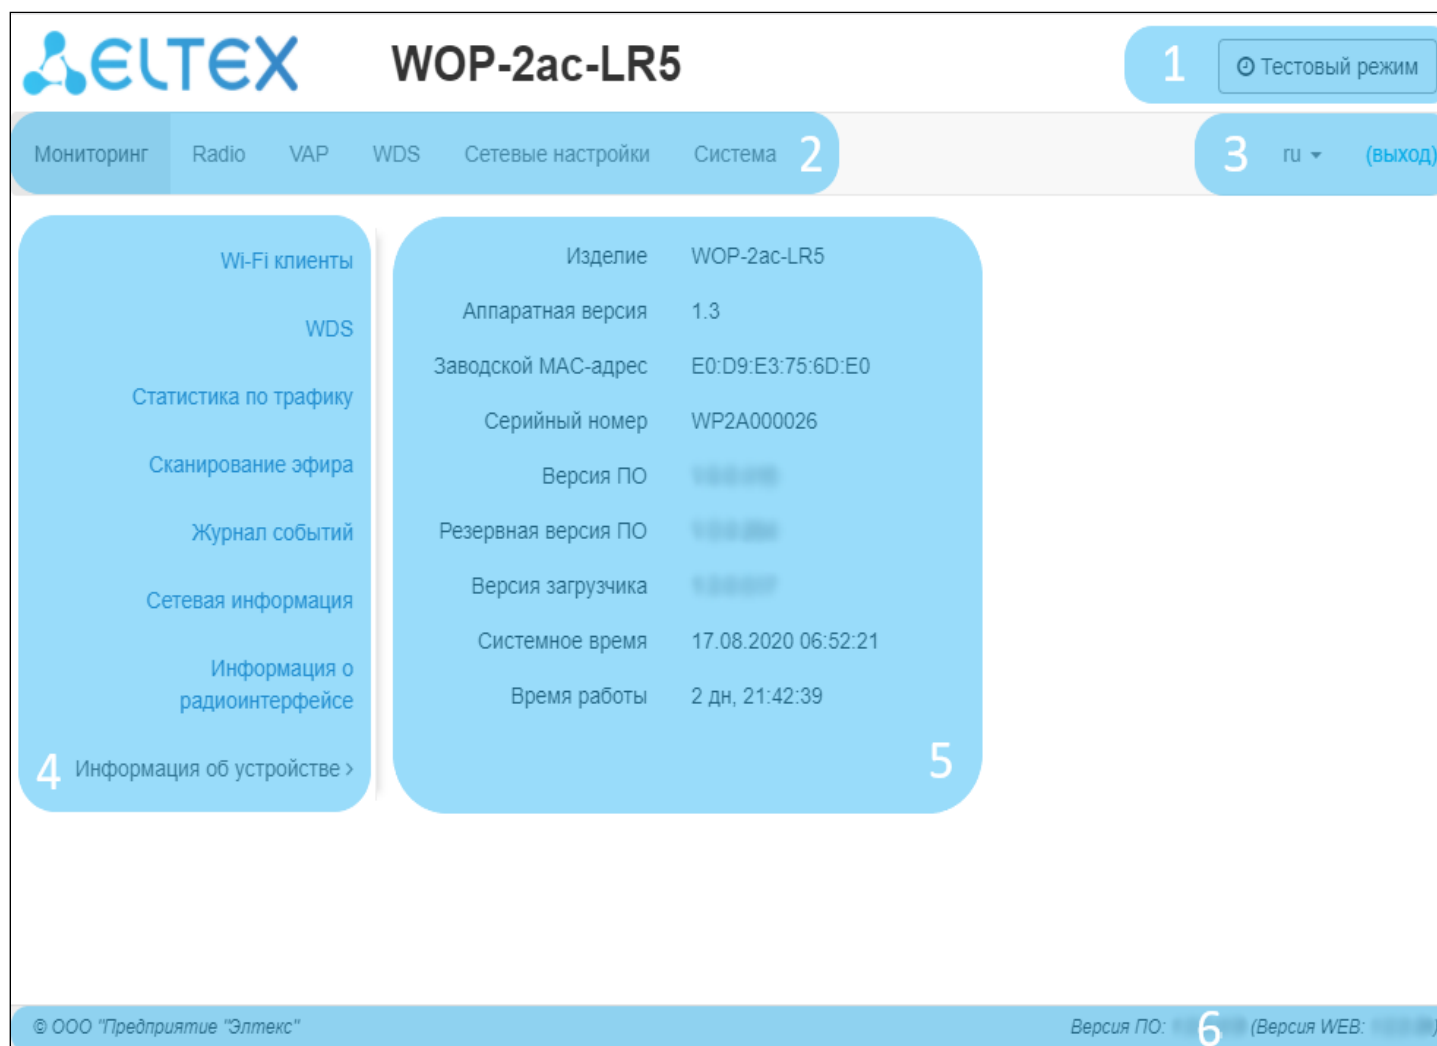 ELTEX WOP-2ac-LR5 1 Тестовый режим
Мониторинг Radio VAP WDS Сетевые настройки Система 2 3 ru (выход)
Wi-Fi клиенты
WDS
Статистика по трафику
Сканирование эфира
Журнал событий
Сетевая информация
Информация о
радиоинтерфейсе
4 Информация об устройстве >
Изделие WOP-2ac-LR5
Аппаратная версия 1.3
Заводской MAC-адрес E0:D9:E3:75:6D:E0
Серийный номер WP2A000026
Версия ПО
Резервная версия ПО
Версия загрузчика
Системное время 17.08.2020 06:52:21
Время работы 2 дн, 21:42:39
5
© ООО "Предприятие "Элтекс" Версия ПО: 6 (Версия WEB: )